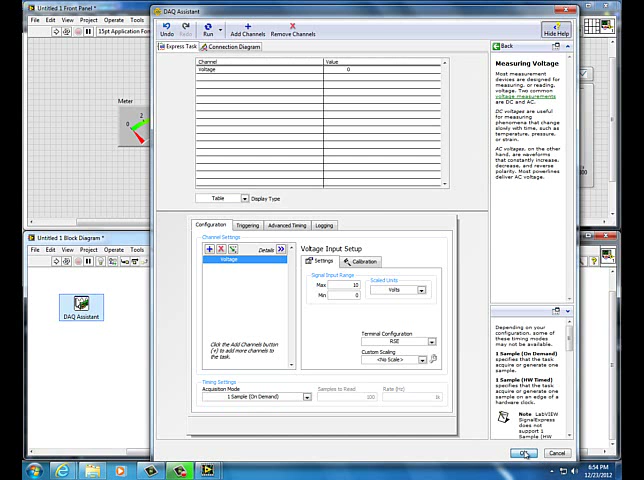 Untitled 1 Front Panel *
File Edit View Project Operate Tools
15pt Application Font
Meter
DAQ Assistant
Undo
Redo
Run
Add Channels
Remove Channels
Hide Help
Express Task
Connection Diagram
Channel
Value
Voltage
0
Table
Display Type
Configuration
Triggering
Advanced Timing
Logging
Channel Settings
Details
Voltage
Click the Add Channels button
(+) to add more channels to
the task.
Voltage Input Setup
Settings
Calibration
Signal Input Range
Max
10
Min
0
Scaled Units
Volts
Terminal Configuration
RSE
Custom Scaling
<No Scale>
Timing Settings
Acquisition Mode
1 Sample (On Demand)
Samples to Read
100
Rate (Hz)
1k
Back
Measuring Voltage
Most measurement
devices are designed for
measuring, or reading,
voltage. Two common
voltage measurements
are DC and AC.
DC voltages are useful
for measuring
phenomena that change
slowly with time, such as
temperature, pressure,
or strain.
AC voltages, on the other
hand, are waveforms
that constantly increase,
decrease, and reverse
polarity. Most powerlines
deliver AC voltage.
Depending on your
configuration, some of
these timing modes
may not be available.
1 Sample (On Demand)
specifies that the task
acquire or generate one
sample.
1 Sample (HW Timed)
specifies that the task
acquire or generate one
sample on an edge of a
hardware clock.
Note LabVIEW
SignalExpress
does not
support 1
Sample (HW
Cancel
Untitled 1 Block Diagram *
File Edit View Project Operate
DAQ Assistant
6:54 PM
12/23/2012